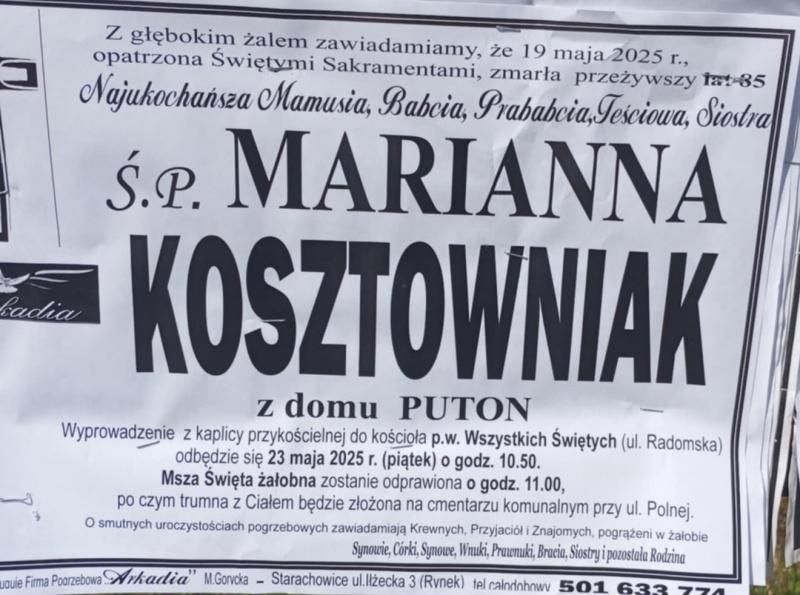 Z głębokim żalem zawiadamiamy, że 19 maja 2025 r.,
opatrzona Świętymi Sakramentami, zmarła przeżywszy lat 85
Najukochańsza Mamusia, Babcia, Prababcia, Teściowa, Siostra
Ś.P. MARIANNA
KOSZTOWNIAK
z domu PUTON
Wyprowadzenie z kaplicy przykościelnej do kościoła p.w. Wszystkich Świętych (ul. Radomska)
odbędzie się 23 maja 2025 r. (piątek) o godz. 10.50.
Msza Święta żałobna zostanie odprawiona o godz. 11.00,
po czym trumna z Ciałem będzie złożona na cmentarzu komunalnym przy ul. Polnej.
O smutnych uroczystościach pogrzebowych zawiadamiają Krewnych, Przyjaciół i Znajomych, pogrążeni w żałobie
Synowie, Córki, Synowe, Wnuki, Prawnuki, Bracia, Siostry i pozostała Rodzina
Firma Pogrzebowa "Arkadia" M.Gorycka - Starachowice ul.Iłżecka 3 (Rynek) tel.całodobowy 501 633 774